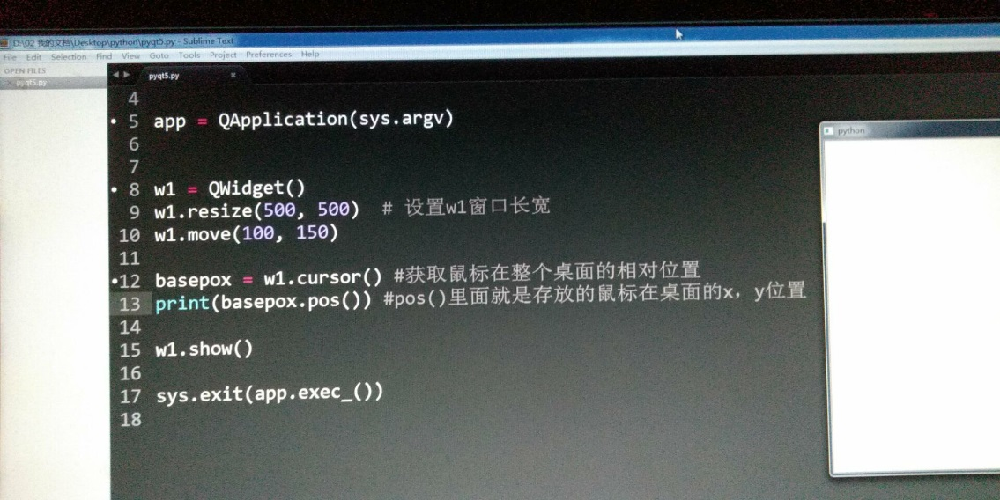 D:\02 我的文档\Desktop\python\pyqt5.py - Sublime Text
File Edit Selection Find View Goto Tools Project Preferences Help
OPEN FILES
pyqt5.py
pyqt5.py
4
5 app = QApplication(sys.argv)
6
7
8 w1 = QWidget()
9 w1.resize(500, 500) # 设置w1窗口长宽
10 w1.move(100, 150)
11
12 basepox = w1.cursor() #获取鼠标在整个桌面的相对位置
13 print(basepox.pos()) #pos()里面就是存放的鼠标在桌面的x，y位置
14
15 w1.show()
16
17 sys.exit(app.exec_())
18
python